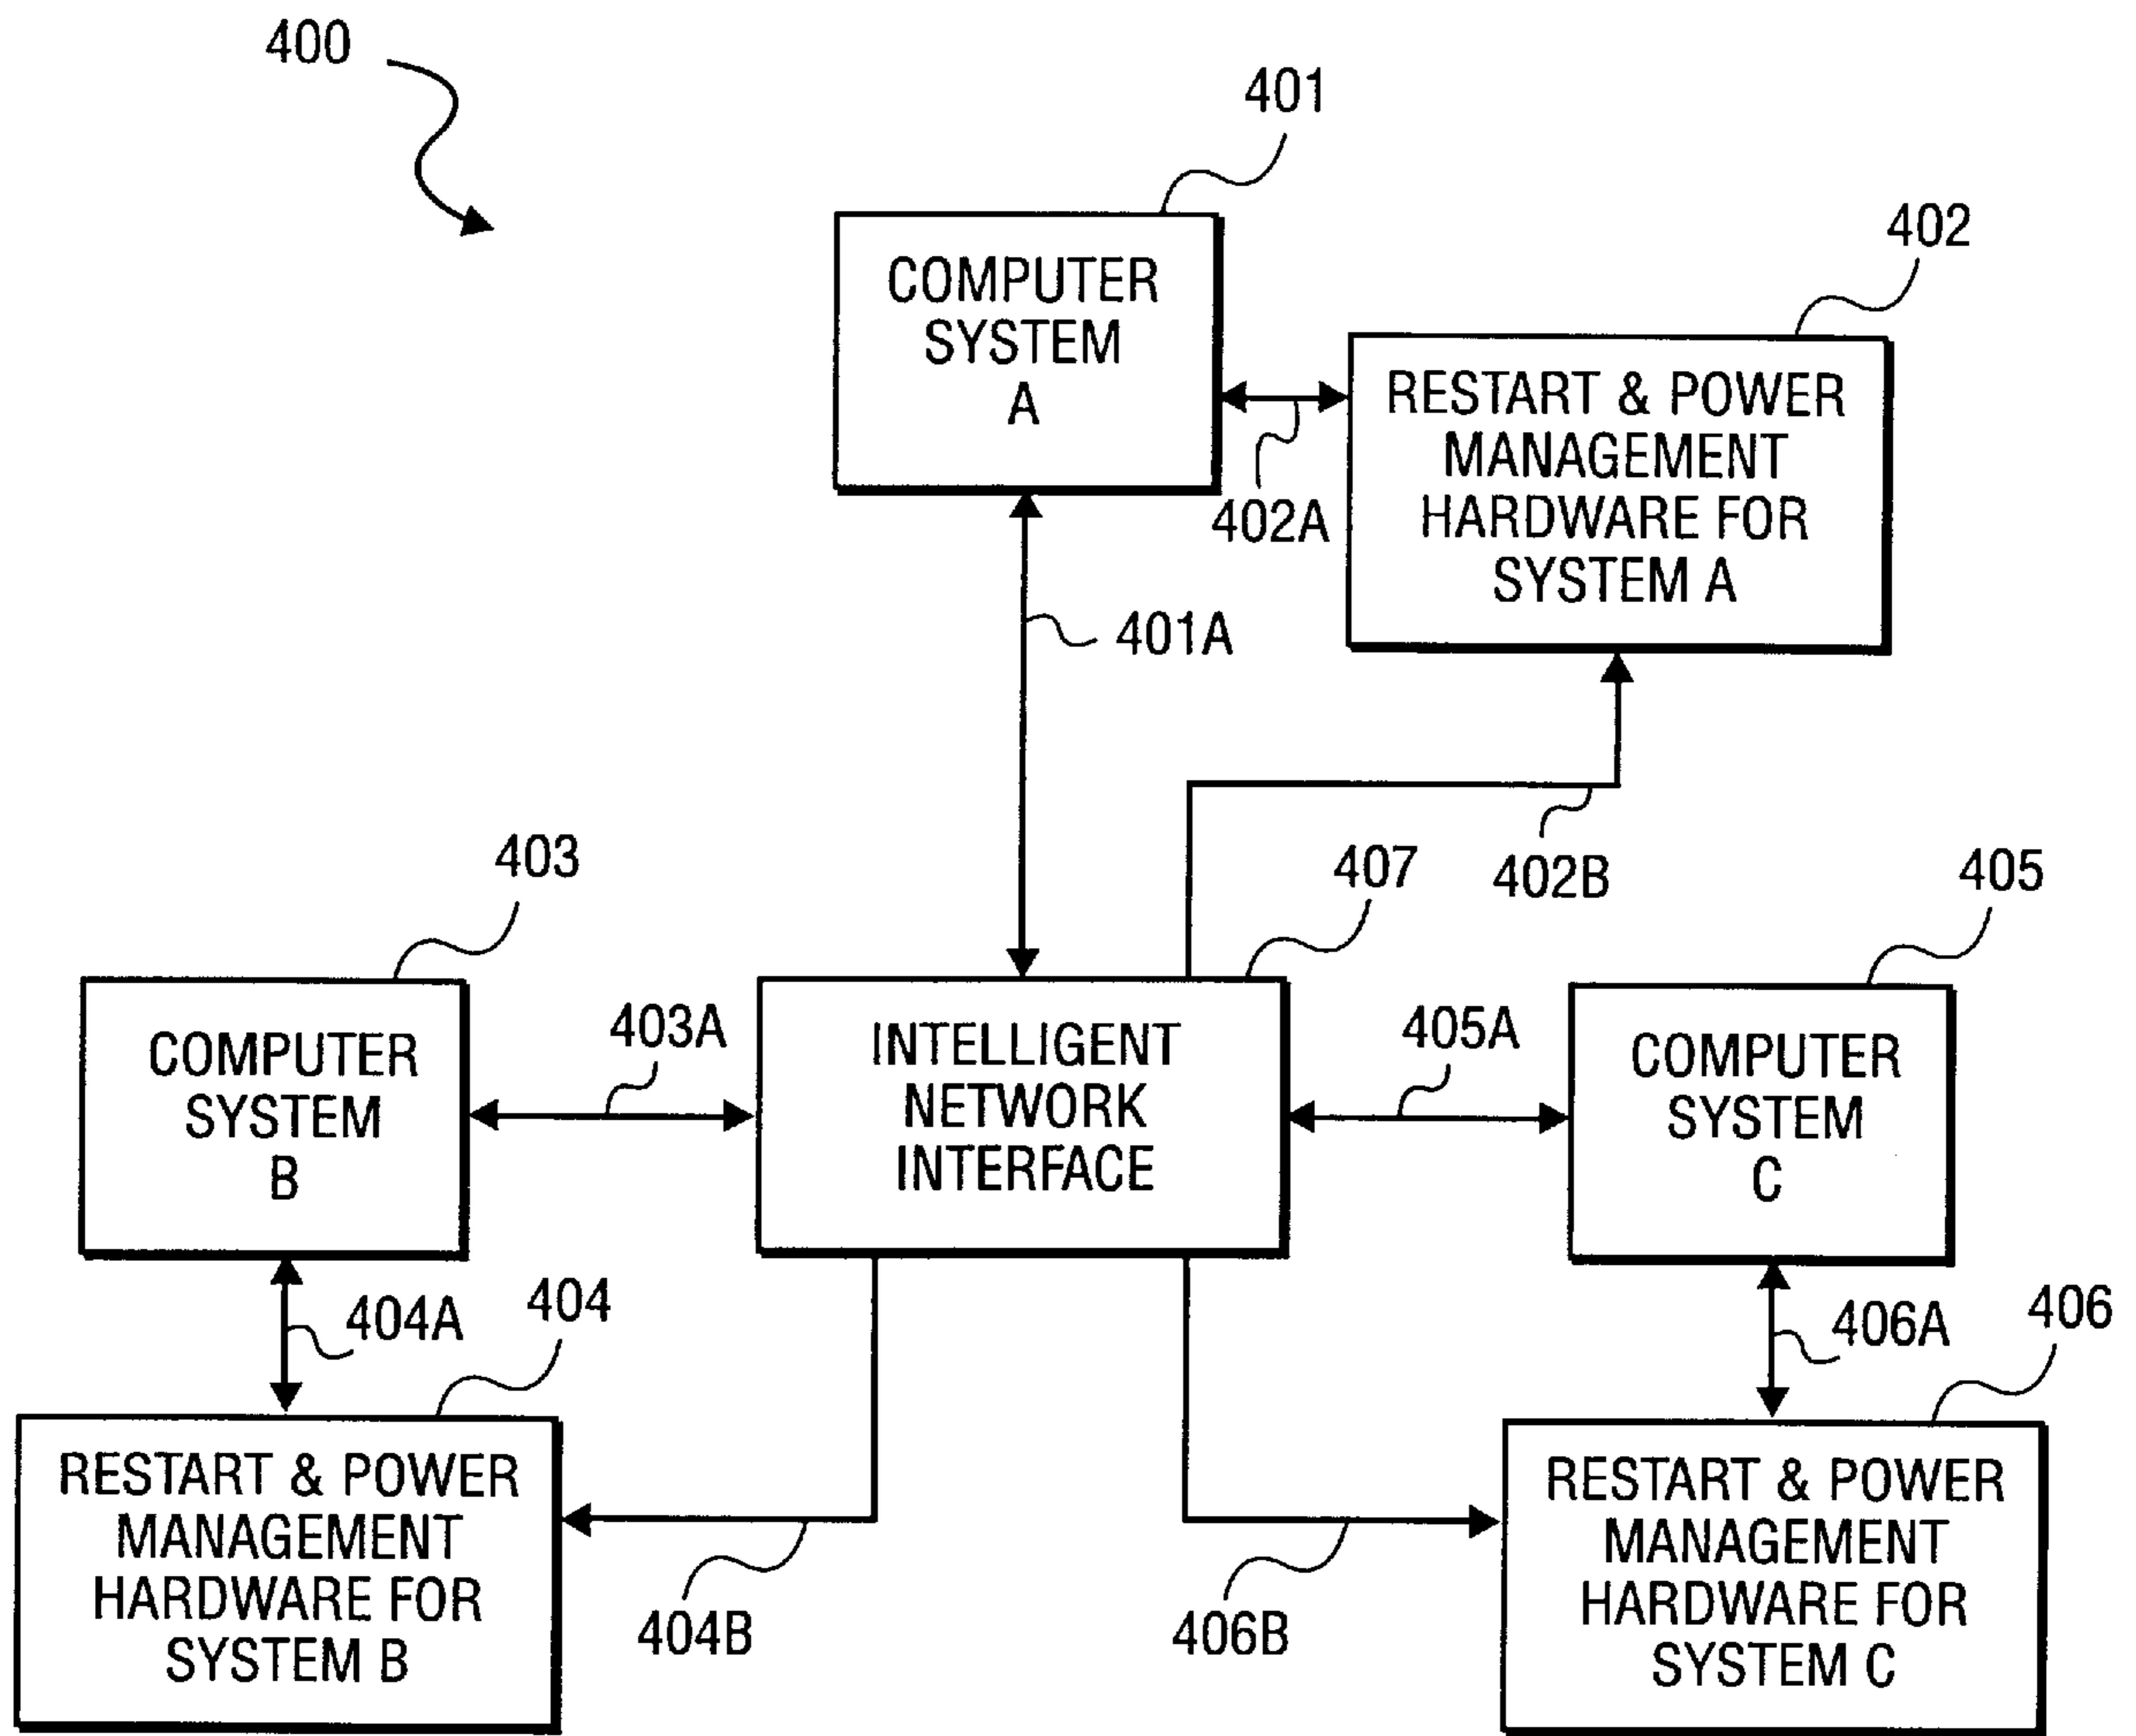 400
401
402
COMPUTER
SYSTEM
A
RESTART & POWER
MANAGEMENT
HARDWARE FOR
SYSTEM A
402A
401A
402B
403
407
405
COMPUTER
SYSTEM
B
403A
INTELLIGENT
NETWORK
INTERFACE
405A
COMPUTER
SYSTEM
C
404A
404
406A
406
RESTART & POWER
MANAGEMENT
HARDWARE FOR
SYSTEM B
404B
406B
RESTART & POWER
MANAGEMENT
HARDWARE FOR
SYSTEM C